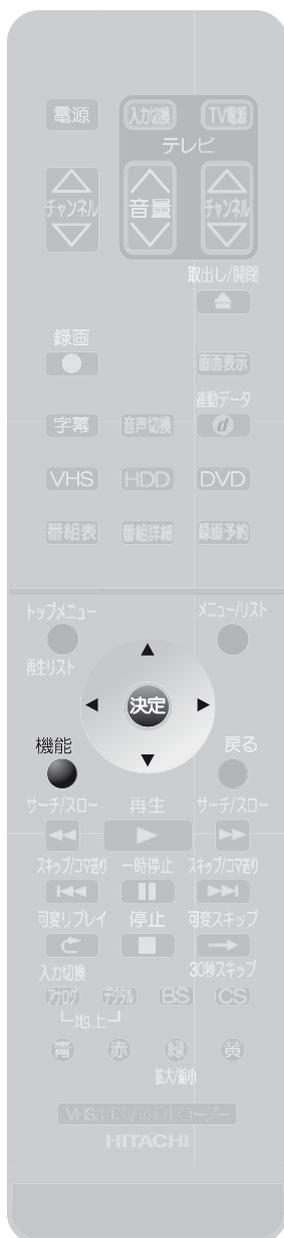 電源 入力切換 TV電源
テレビ
チャンネル 音量 チャンネル
取出し/開閉
録画
画面表示
連動データ
字幕 音声切換 d
VHS HDD DVD
番組表 番組詳細 録画予約
トップメニュー メニュー/リスト
再生リスト
決定
機能 戻る
サーチ/スロー 再生 サーチ/スロー
スキップ/コマ送り 一時停止 スキップ/コマ送り
可変リプレイ 停止 可変スキップ
入力切換 30秒スキップ
アナログ デジタル BS CS
地上
青 赤 緑 黄
拡大/縮小
VHS/HDD/DVDレコーダー
HITACHI